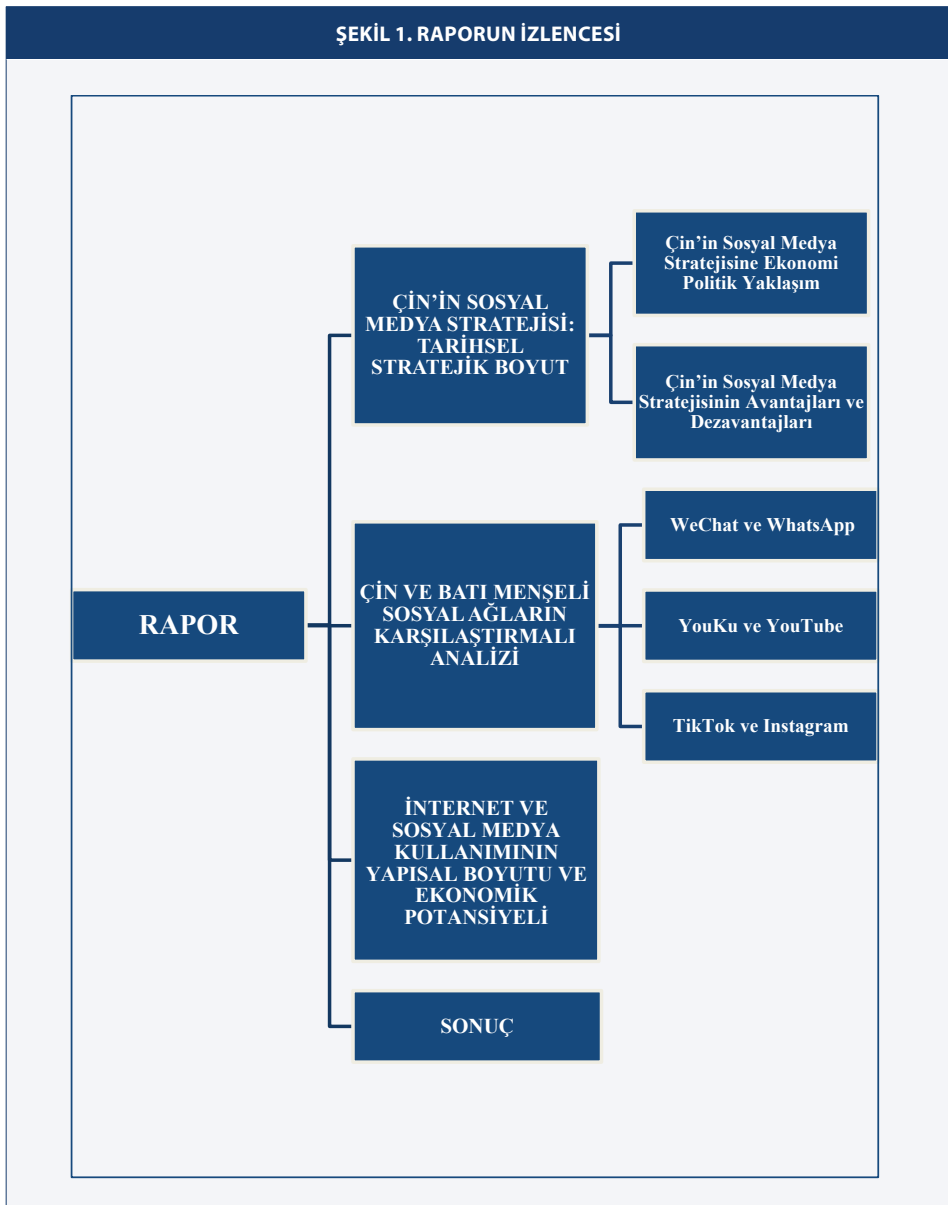 ŞEKİL 1. RAPORUN İZLENCESİ
RAPOR
ÇİN’İN SOSYAL
MEDYA STRATEJİSİ:
TARİHSEL
STRATEJİK BOYUT
Çin’in Sosyal Medya
Stratejisine Ekonomi
Politik Yaklaşım
Çin’in Sosyal Medya
Stratejisinin Avantajları ve
Dezavantajları
ÇİN VE BATI MENŞELİ
SOSYAL AĞLARIN
KARŞILAŞTIRMALI
ANALİZİ
WeChat ve WhatsApp
YouKu ve YouTube
TikTok ve Instagram
İNTERNET VE
SOSYAL MEDYA
KULLANIMININ
YAPISAL BOYUTU VE
EKONOMİK
POTANSİYELİ
SONUÇ